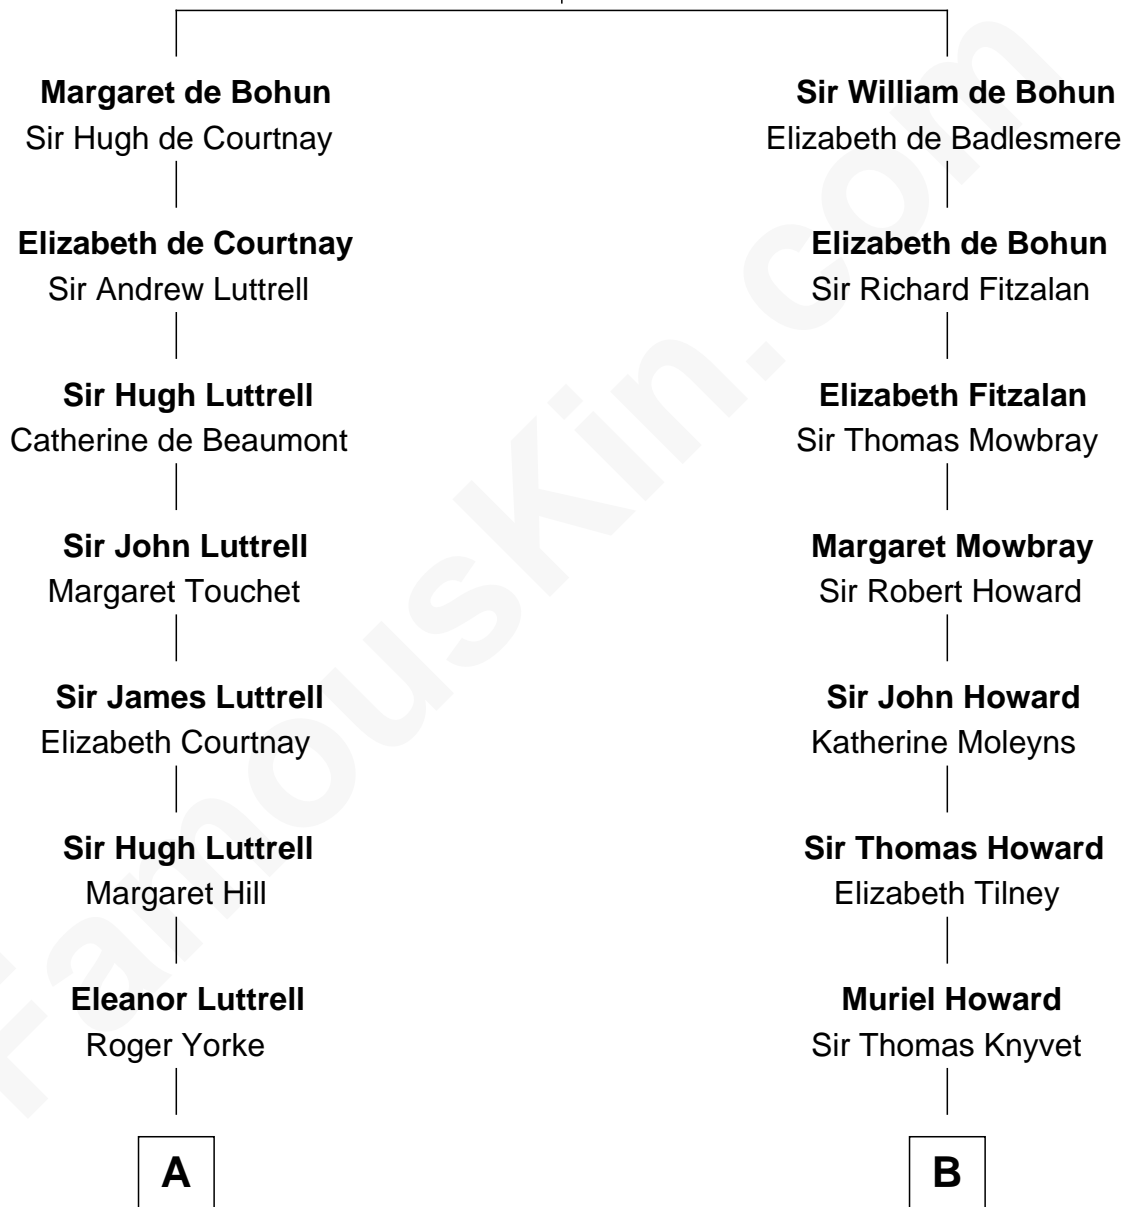 Margaret de Bohun
Sir Hugh de Courtnay
Sir William de Bohun
Elizabeth de Badlesmere
Elizabeth de Courtnay
Sir Andrew Luttrell
Elizabeth de Bohun
Sir Richard Fitzalan
Sir Hugh Luttrell
Catherine de Beaumont
Elizabeth Fitzalan
Sir Thomas Mowbray
Sir John Luttrell
Margaret Touchet
Margaret Mowbray
Sir Robert Howard
Sir James Luttrell
Elizabeth Courtnay
Sir John Howard
Katherine Moleyns
Sir Hugh Luttrell
Margaret Hill
Sir Thomas Howard
Elizabeth Tilney
Eleanor Luttrell
Roger Yorke
Muriel Howard
Sir Thomas Knyvet
A
B
FamousKin.com